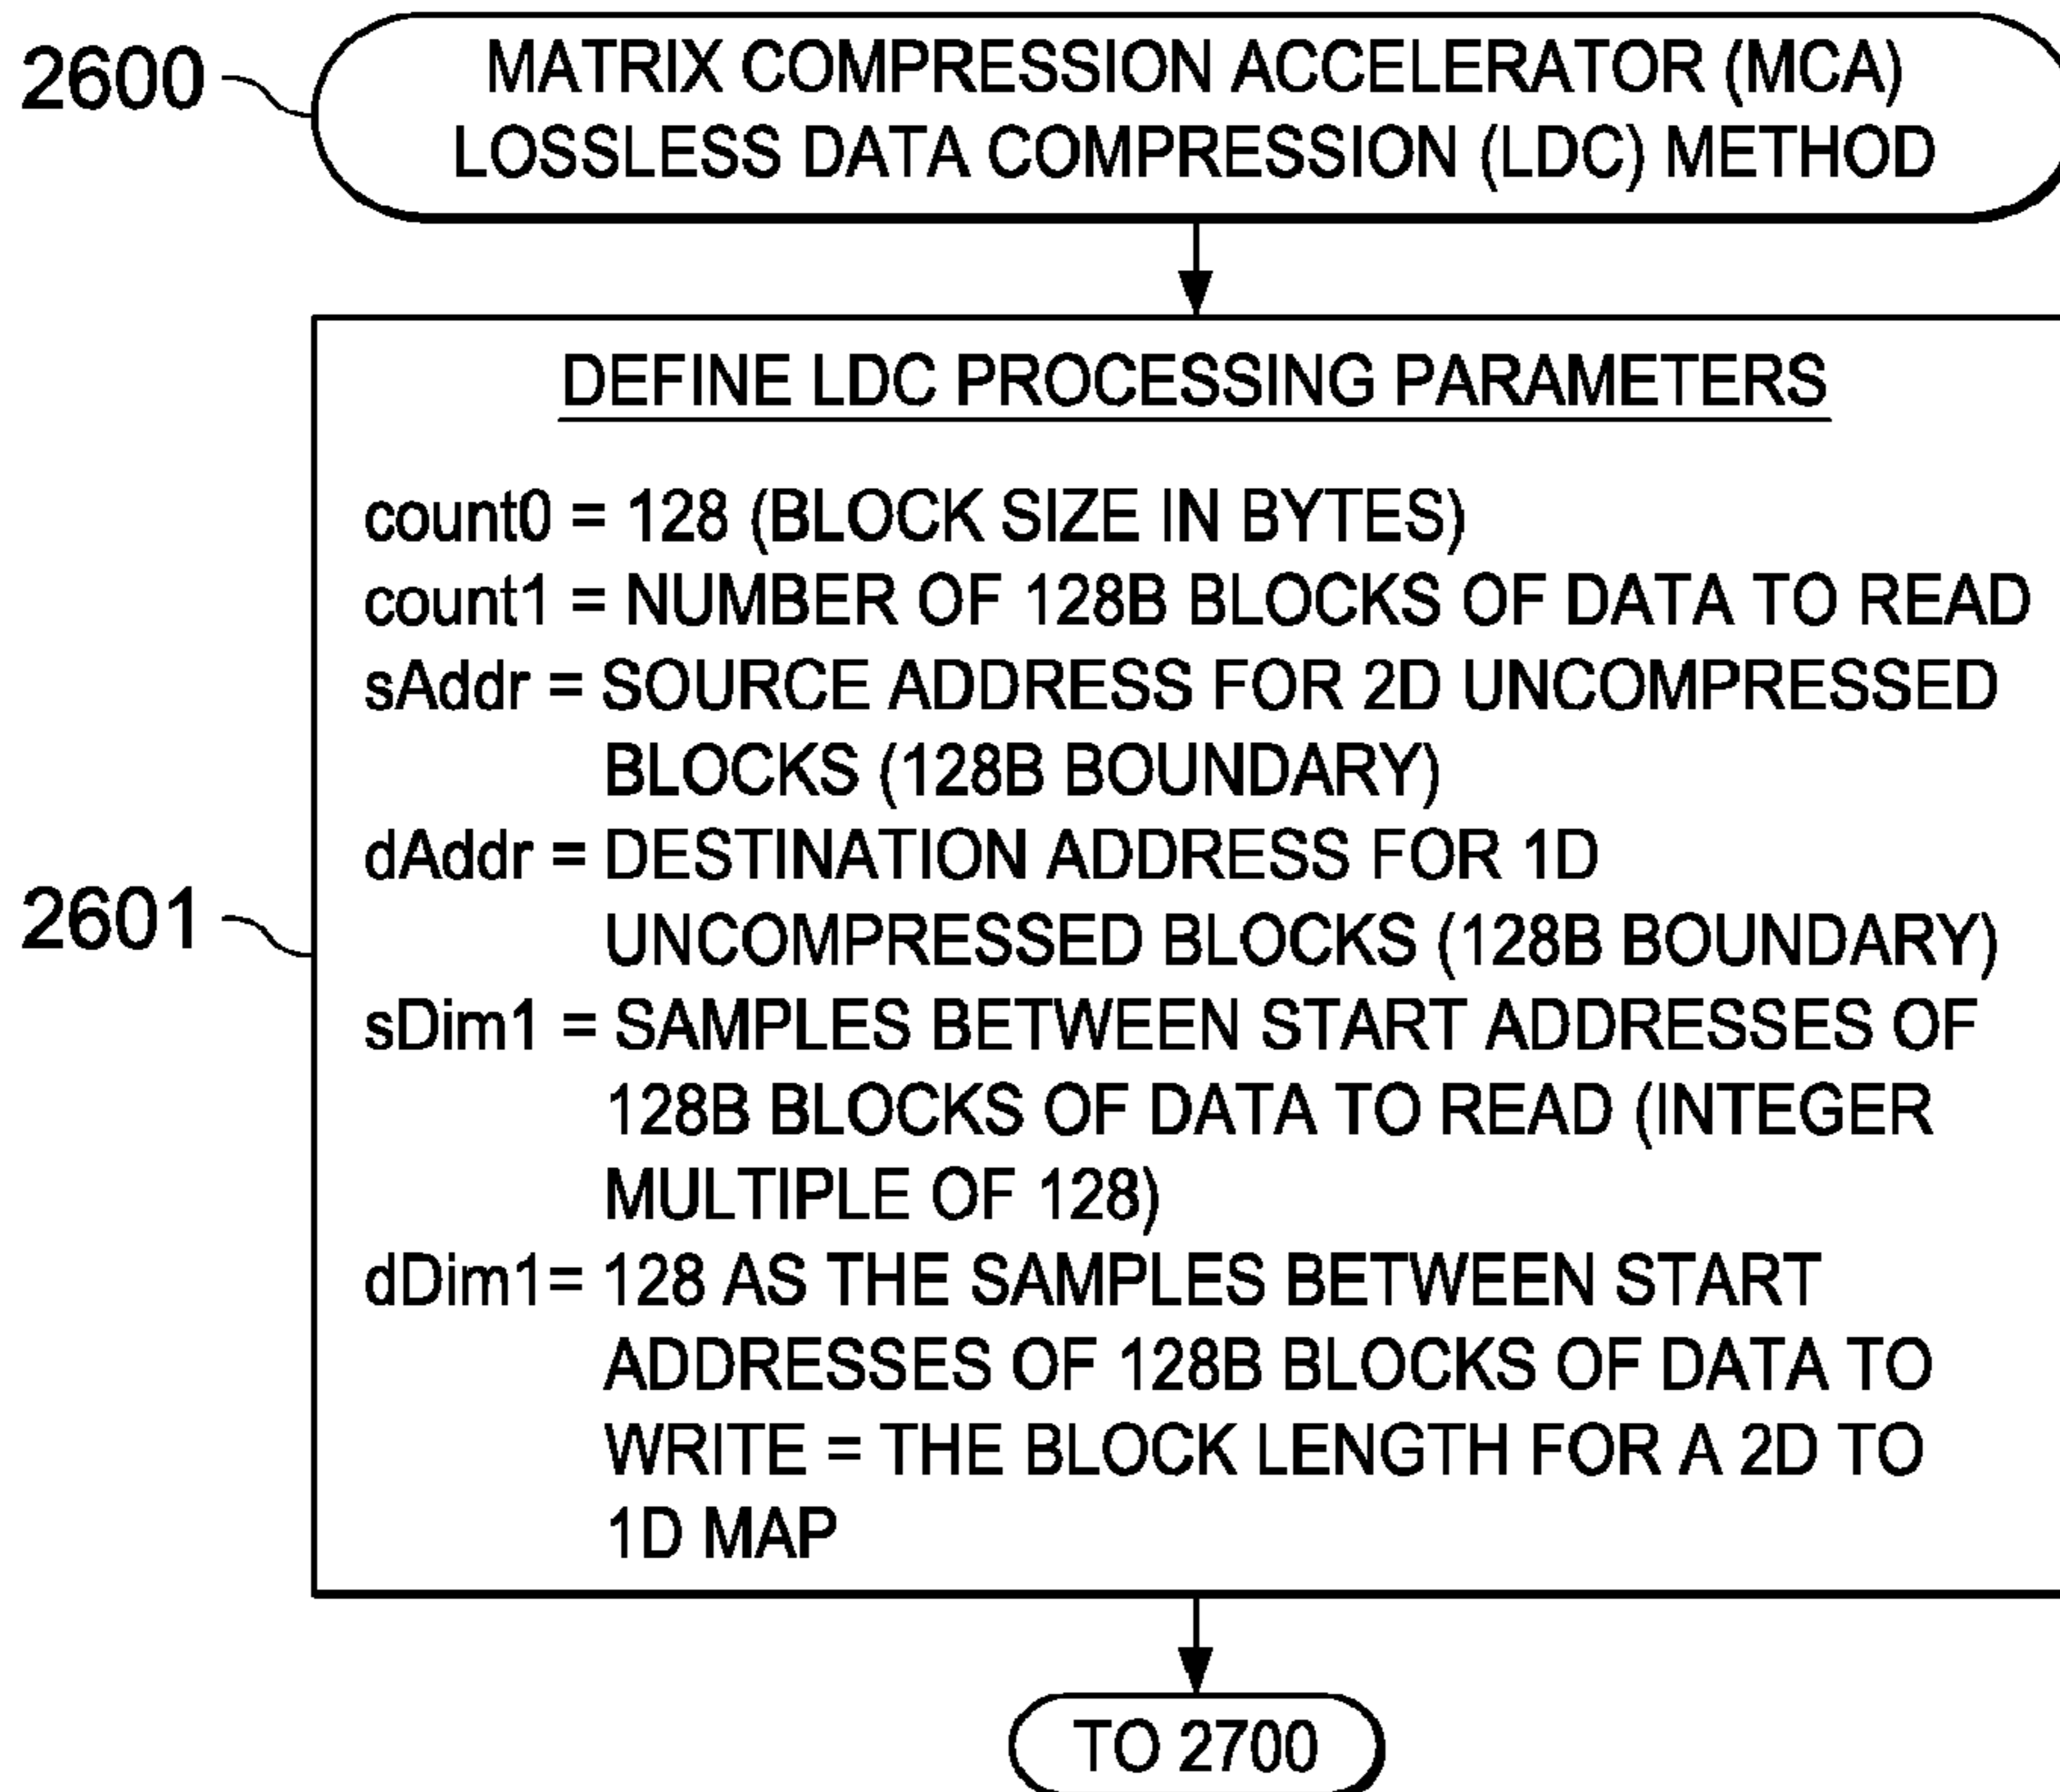 2600
MATRIX COMPRESSION ACCELERATOR (MCA)
LOSSLESS DATA COMPRESSION (LDC) METHOD
DEFINE LDC PROCESSING PARAMETERS
count0 = 128 (BLOCK SIZE IN BYTES)
count1 = NUMBER OF 128B BLOCKS OF DATA TO READ
sAddr = SOURCE ADDRESS FOR 2D UNCOMPRESSED
BLOCKS (128B BOUNDARY)
dAddr = DESTINATION ADDRESS FOR 1D
2601
UNCOMPRESSED BLOCKS (128B BOUNDARY)
sDim1 = SAMPLES BETWEEN START ADDRESSES OF
128B BLOCKS OF DATA TO READ (INTEGER
MULTIPLE OF 128)
dDim1= 128 AS THE SAMPLES BETWEEN START
ADDRESSES OF 128B BLOCKS OF DATA TO
WRITE = THE BLOCK LENGTH FOR A 2D TO
1D MAP
TO 2700